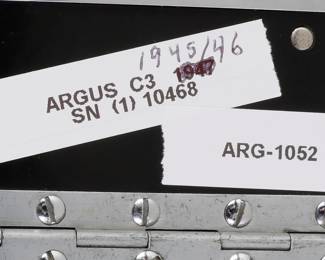 1945/46
ARGUS C3 1947
SN (1) 10468
ARG-1052